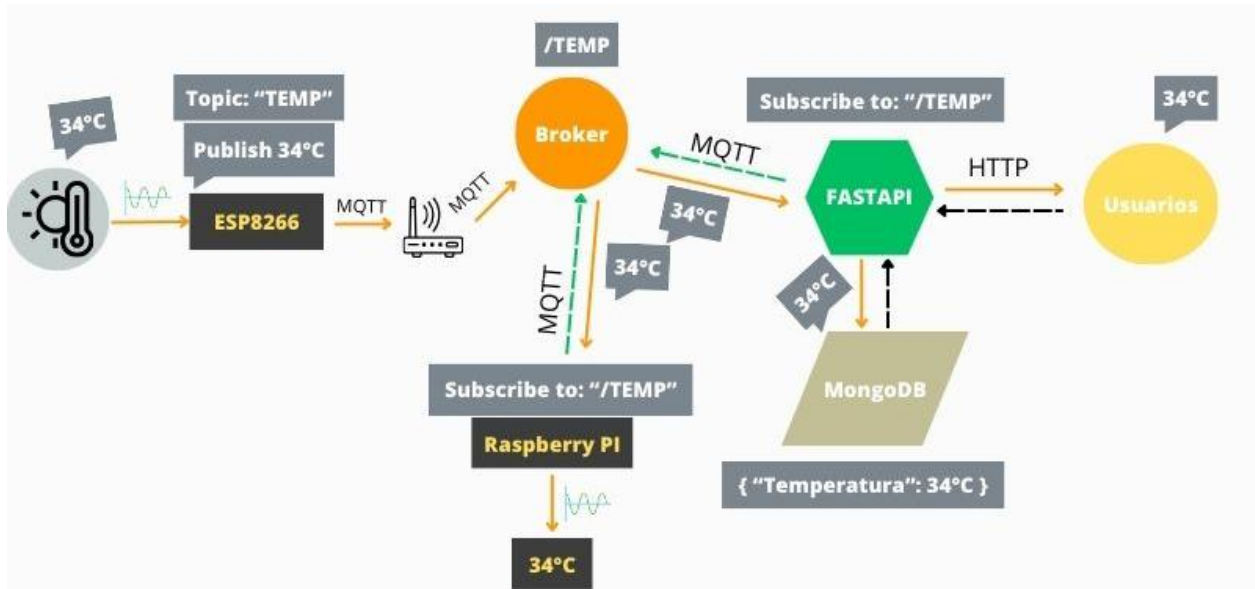 /TEMP
Topic: “TEMP”
Subscribe to: “/TEMP”
34°C
34°C
Publish 34°C
Broker
MQTT
HTTP
ESP8266
MQTT
MQTT
FASTAPI
Usuarios
34°C
34°C
MQTT
34°C
Subscribe to: “/TEMP”
MongoDB
Raspberry PI
{ “Temperatura”: 34°C }
34°C